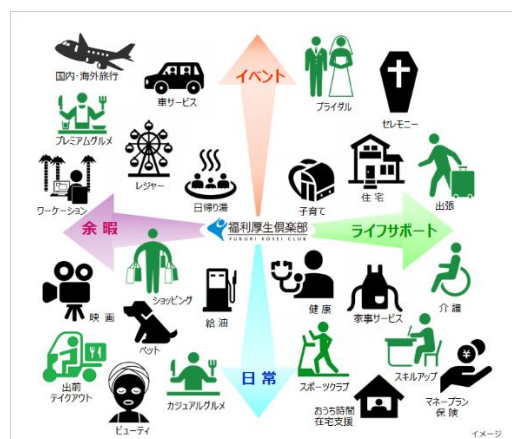 イベント
国内・海外旅行
車サービス
ブライダル
セレモニー
プレミアムグルメ
レジャー
日帰り湯
子育て
住宅
出張
ワーケーション
余暇
福利厚生倶楽部
FUKURI KOSEI CLUB
ライフサポート
ショッピング
映画
ペット
給油
健康
家事サービス
介護
出前
テイクアウト
ビューティ
カジュアルグルメ
日常
スポーツクラブ
おうち時間
在宅支援
スキルアップ
¥
マネープラン
保険
イメージ